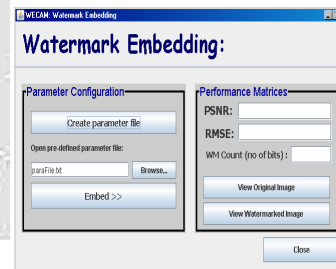 WECAM: Watermark Embedding
Watermark Embedding:
Parameter Configuration
Create parameter file
Open pre-defined parameter file:
paraFile.txt
Browse...
Embed >>
Performance Matrices
PSNR:
RMSE:
WM Count (no of bits) :
View Original Image
View Watermarked Image
Close